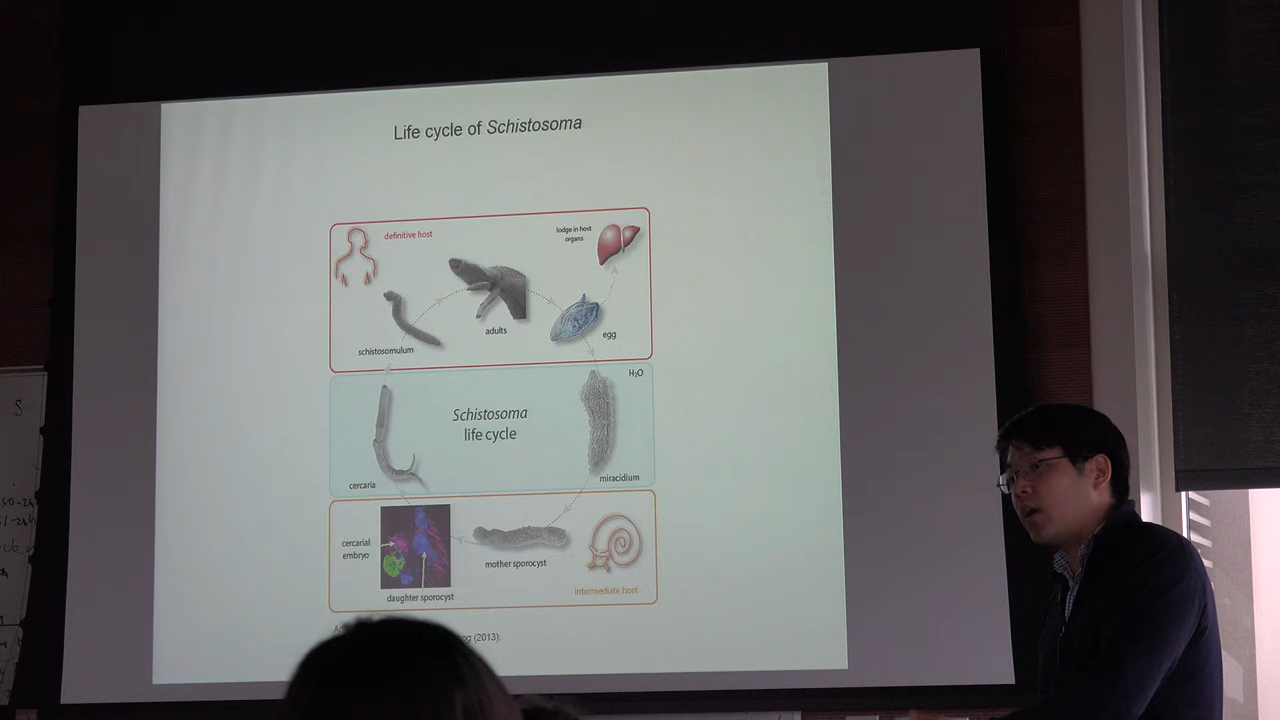 Life cycle of Schistosoma
definitive host
lodge in host
organs
adults
egg
schistosomulum
H₂O
Schistosoma
life cycle
cercaria
miracidium
cercarial
embryo
mother sporocyst
daughter sporocyst
intermediate host
(2013).
S